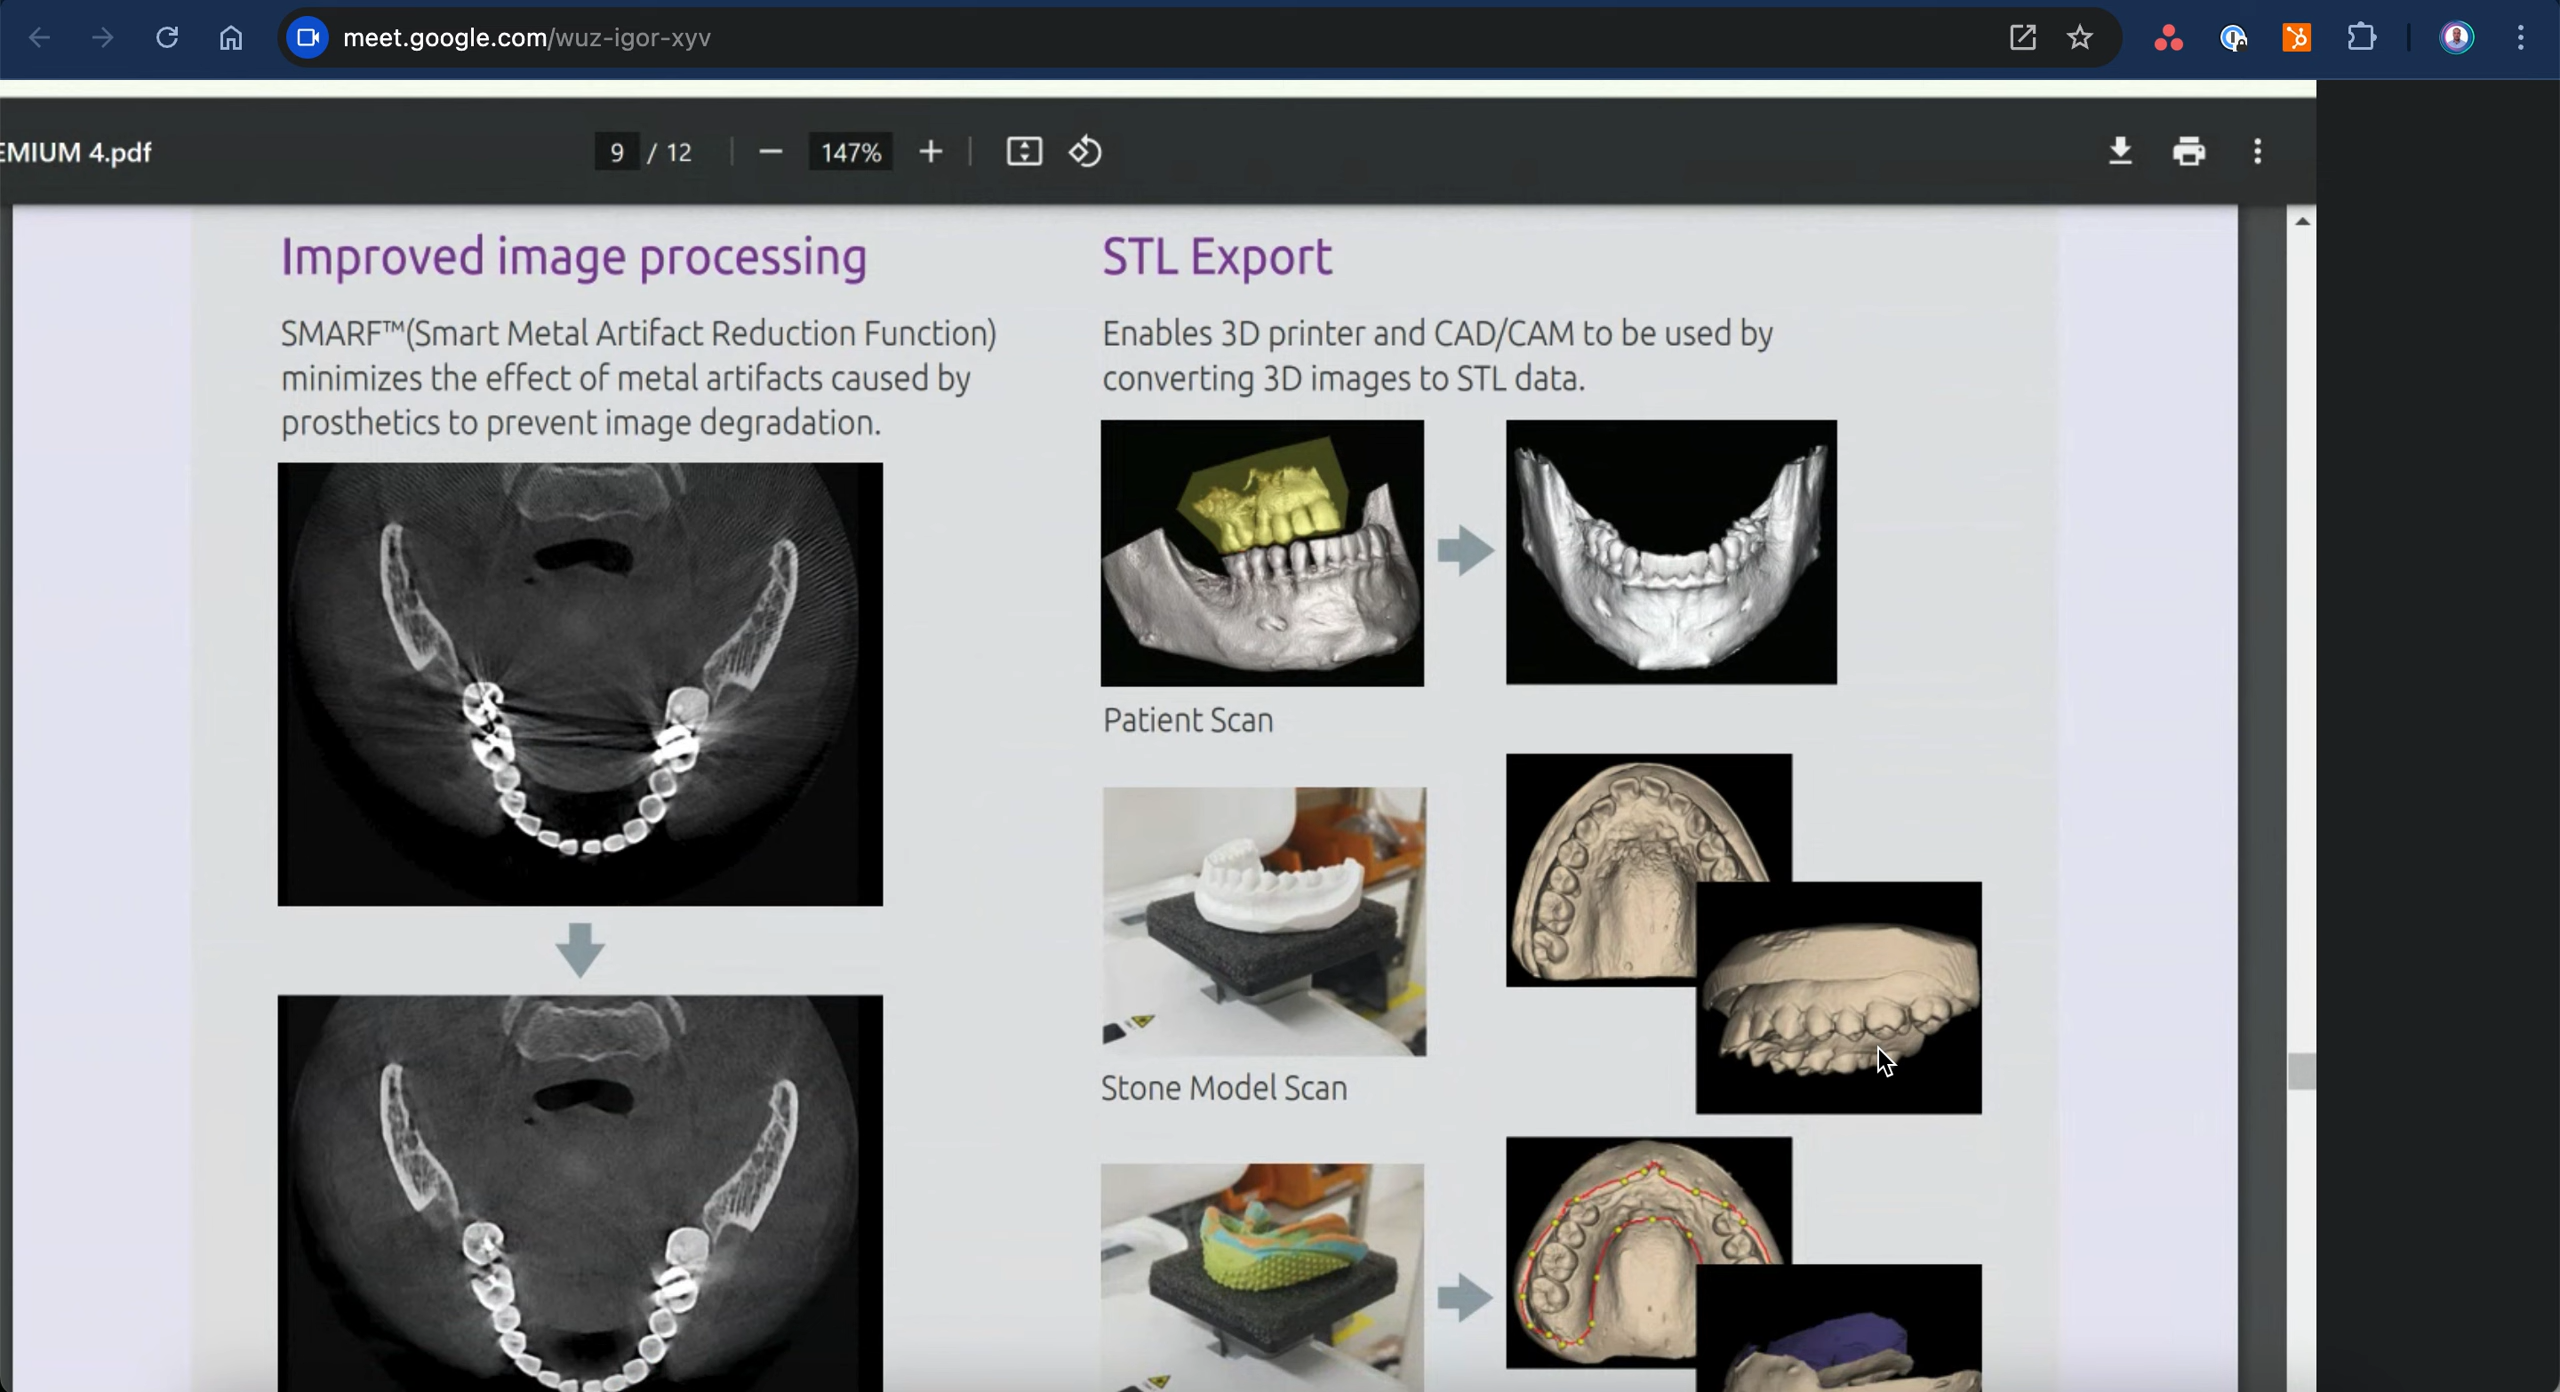 meet.google.com/wuz-igor-xyv
EMIUM 4.pdf
9 / 12
147%
Improved image processing
SMARF™(Smart Metal Artifact Reduction Function)
minimizes the effect of metal artifacts caused by
prosthetics to prevent image degradation.
STL Export
Enables 3D printer and CAD/CAM to be used by
converting 3D images to STL data.
Patient Scan
Stone Model Scan